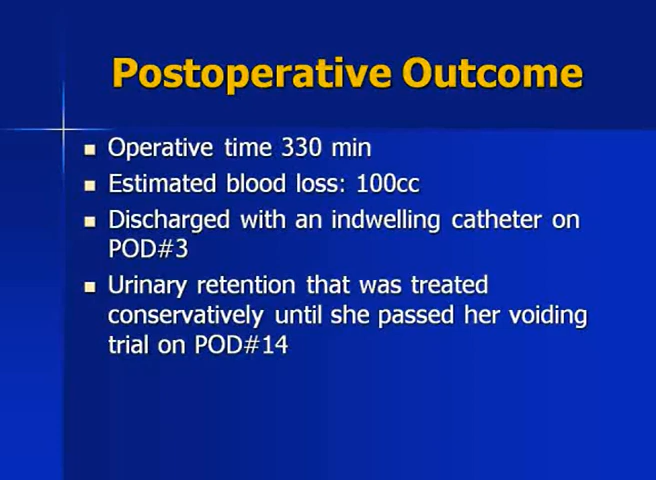 Postoperative Outcome
Operative time 330 min
Estimated blood loss: 100cc
Discharged with an indwelling catheter on
POD#3
Urinary retention that was treated
conservatively until she passed her voiding
trial on POD#14